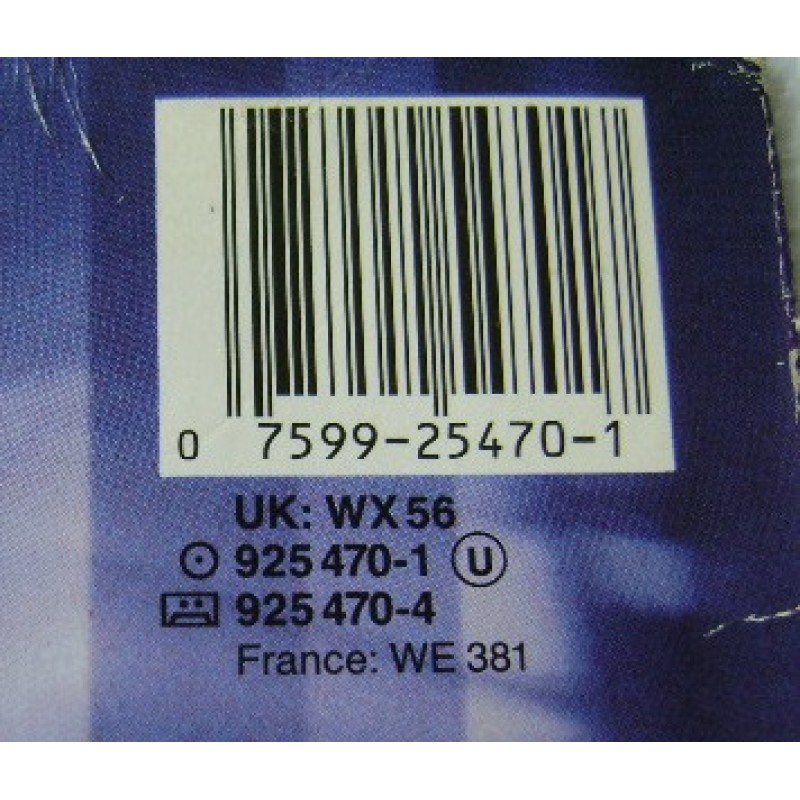 0 7599-25470-1
UK: WX 56
925 470-1 U
925 470-4
France: WE 381